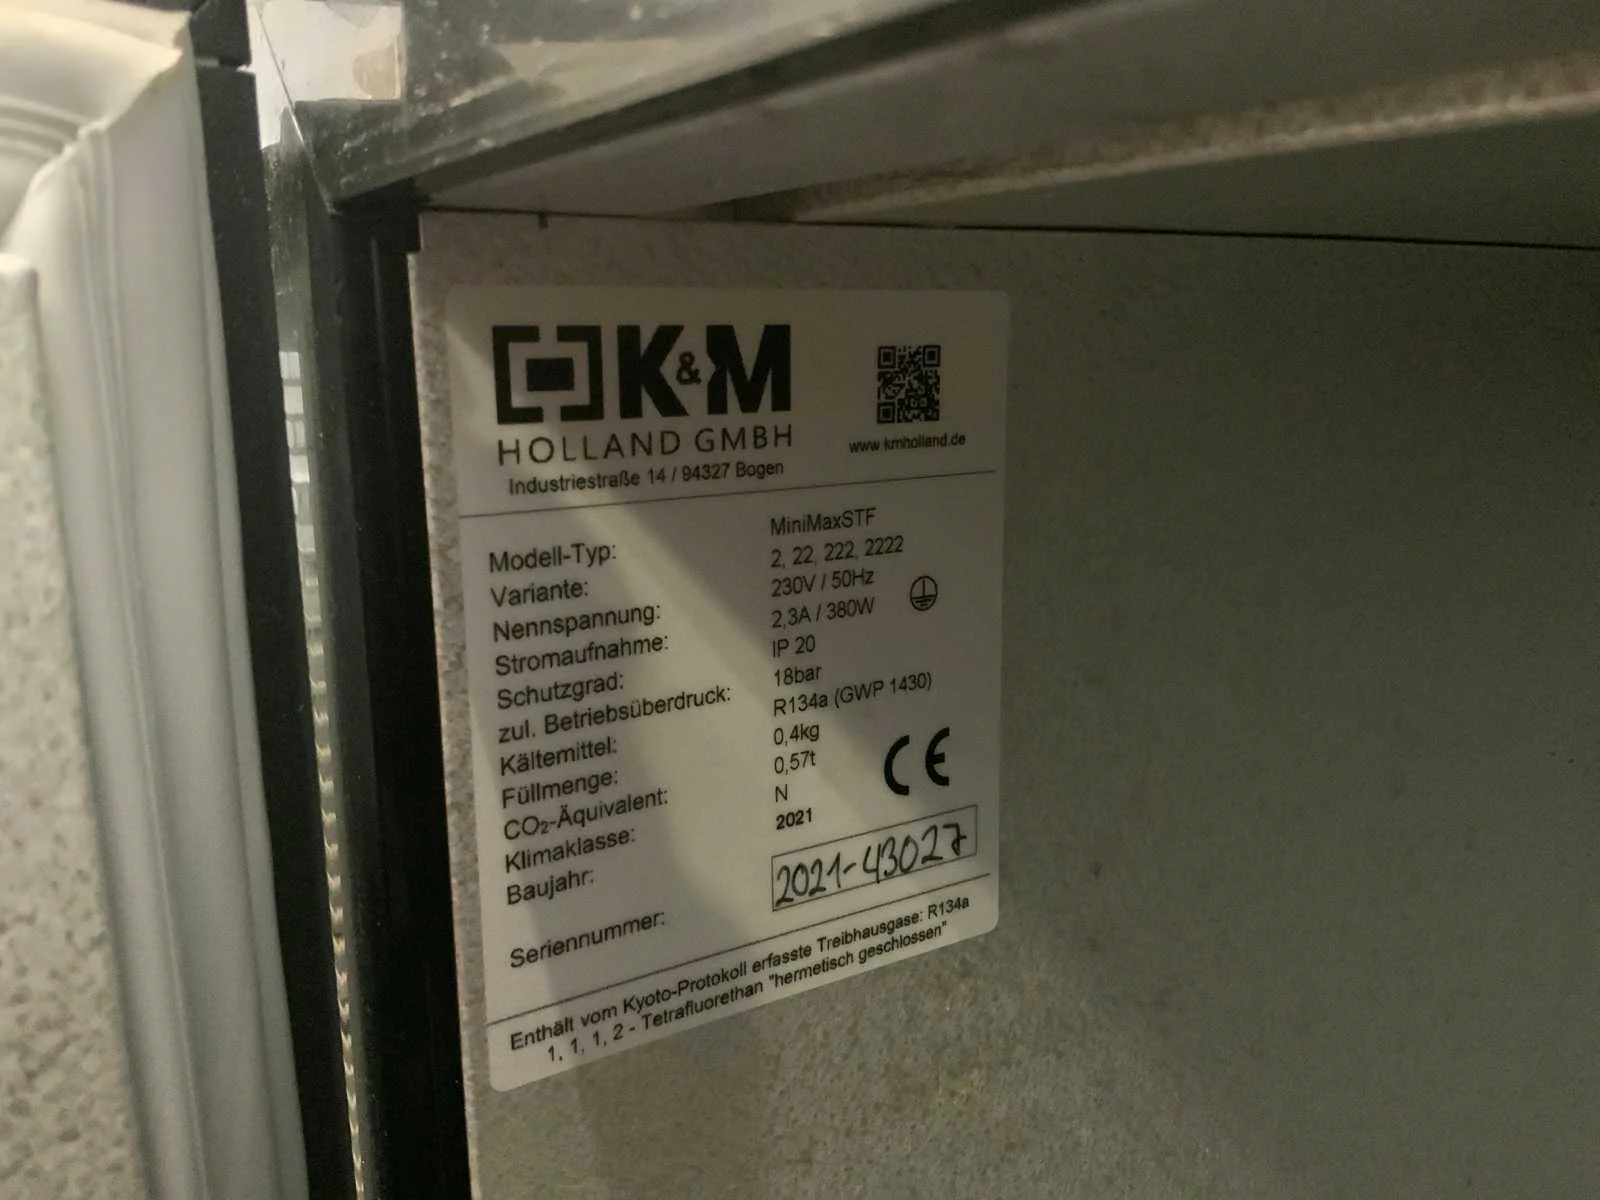 K&M
HOLLAND GMBH
Industriestraße 14 / 94327 Bogen
www.kmholland.de
Modell-Typ: MiniMaxSTF
Variante: 2, 22, 222, 2222
Nennspannung: 230V / 50Hz
Stromaufnahme: 2,3A / 380W
Schutzgrad: IP 20
zul. Betriebsüberdruck: 18bar
Kältemittel: R134a (GWP 1430)
Füllmenge: 0,4kg
CO₂-Äquivalent: 0,57t
Klimaklasse: N
Baujahr: 2021
CE
Seriennummer: 2021-43027
Enthält vom Kyoto-Protokoll erfasste Treibhausgase: R134a
1, 1, 1, 2 - Tetrafluorethan "hermetisch geschlossen"